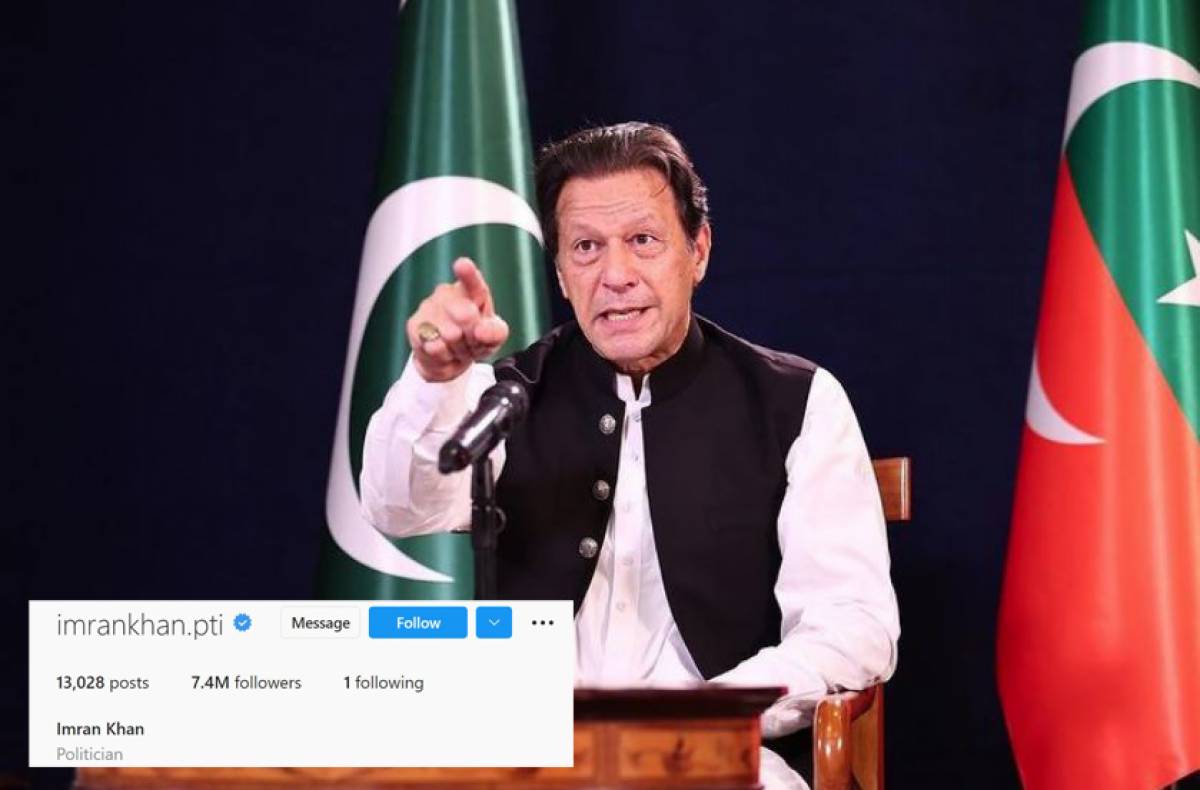 imrankhan.pti Message Follow
13,028 posts 7.4M followers 1 following
Imran Khan
Politician